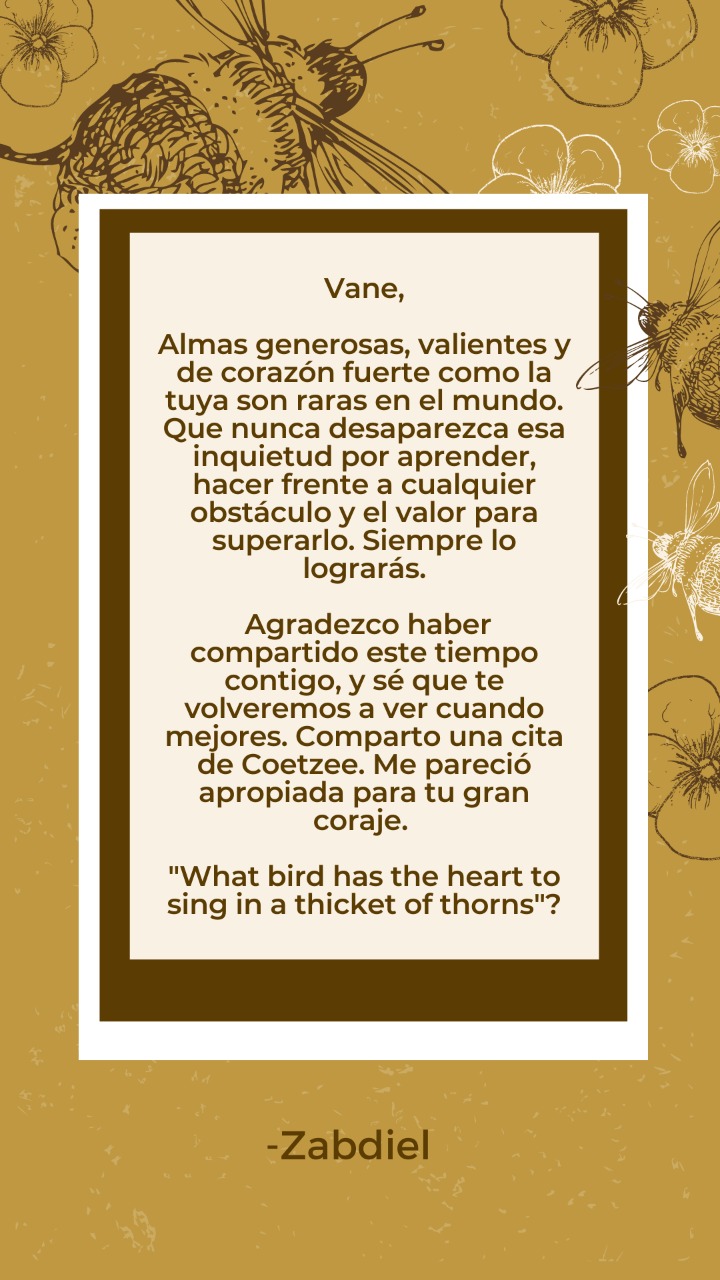 Vane,
Almas generosas, valientes y
de corazón fuerte como la
tuya son raras en el mundo.
Que nunca desaparezca esa
inquietud por aprender,
hacer frente a cualquier
obstáculo y el valor para
superarlo. Siempre lo
lograrás.
Agradezco haber
compartido este tiempo
contigo, y sé que te
volveremos a ver cuando
mejores. Comparto una cita
de Coetzee. Me pareció
apropiada para tu gran
coraje.
"What bird has the heart to
sing in a thicket of thorns"?
-Zabdiel